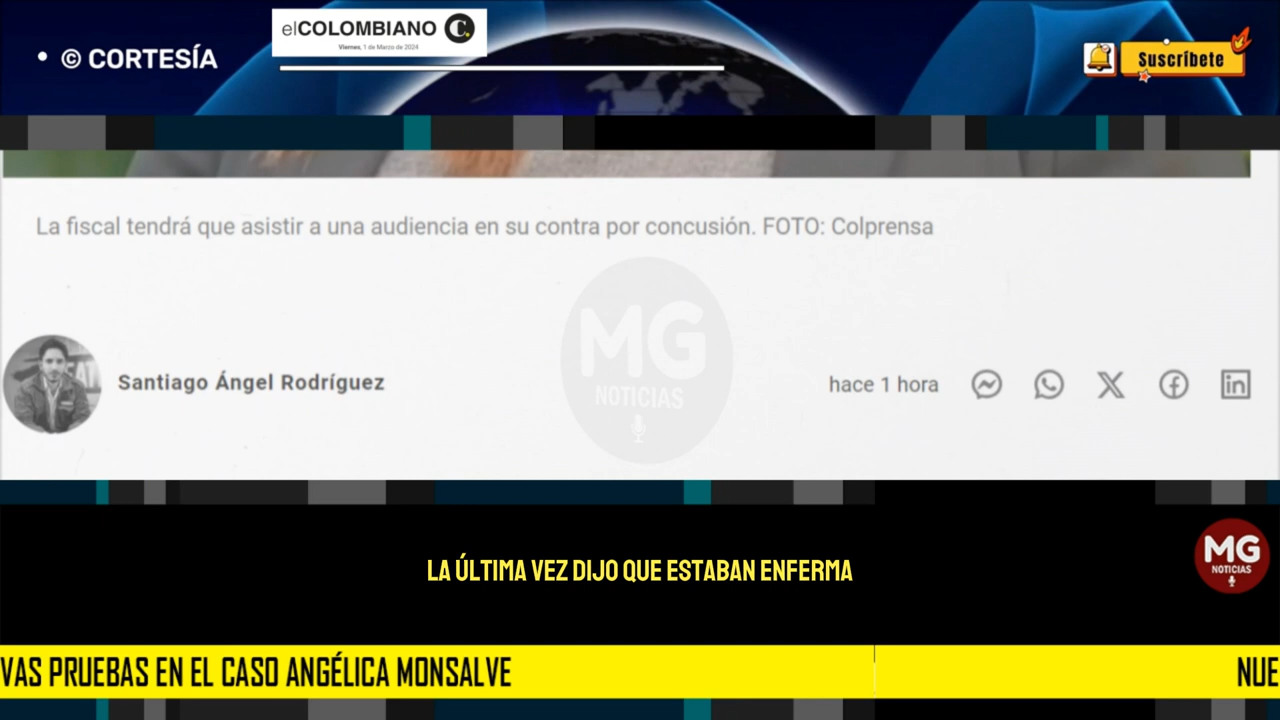 • © CORTESÍA
elCOLOMBIANO C.
Viernes, 1 de Marzo de 2024
Suscríbete
La fiscal tendrá que asistir a una audiencia en su contra por concusión. FOTO: Colprensa
MG
NOTICIAS
Santiago Ángel Rodríguez
hace 1 hora
LA ÚLTIMA VEZ DIJO QUE ESTABAN ENFERMA
MG
NOTICIAS
VAS PRUEBAS EN EL CASO ANGÉLICA MONSALVE
NUE